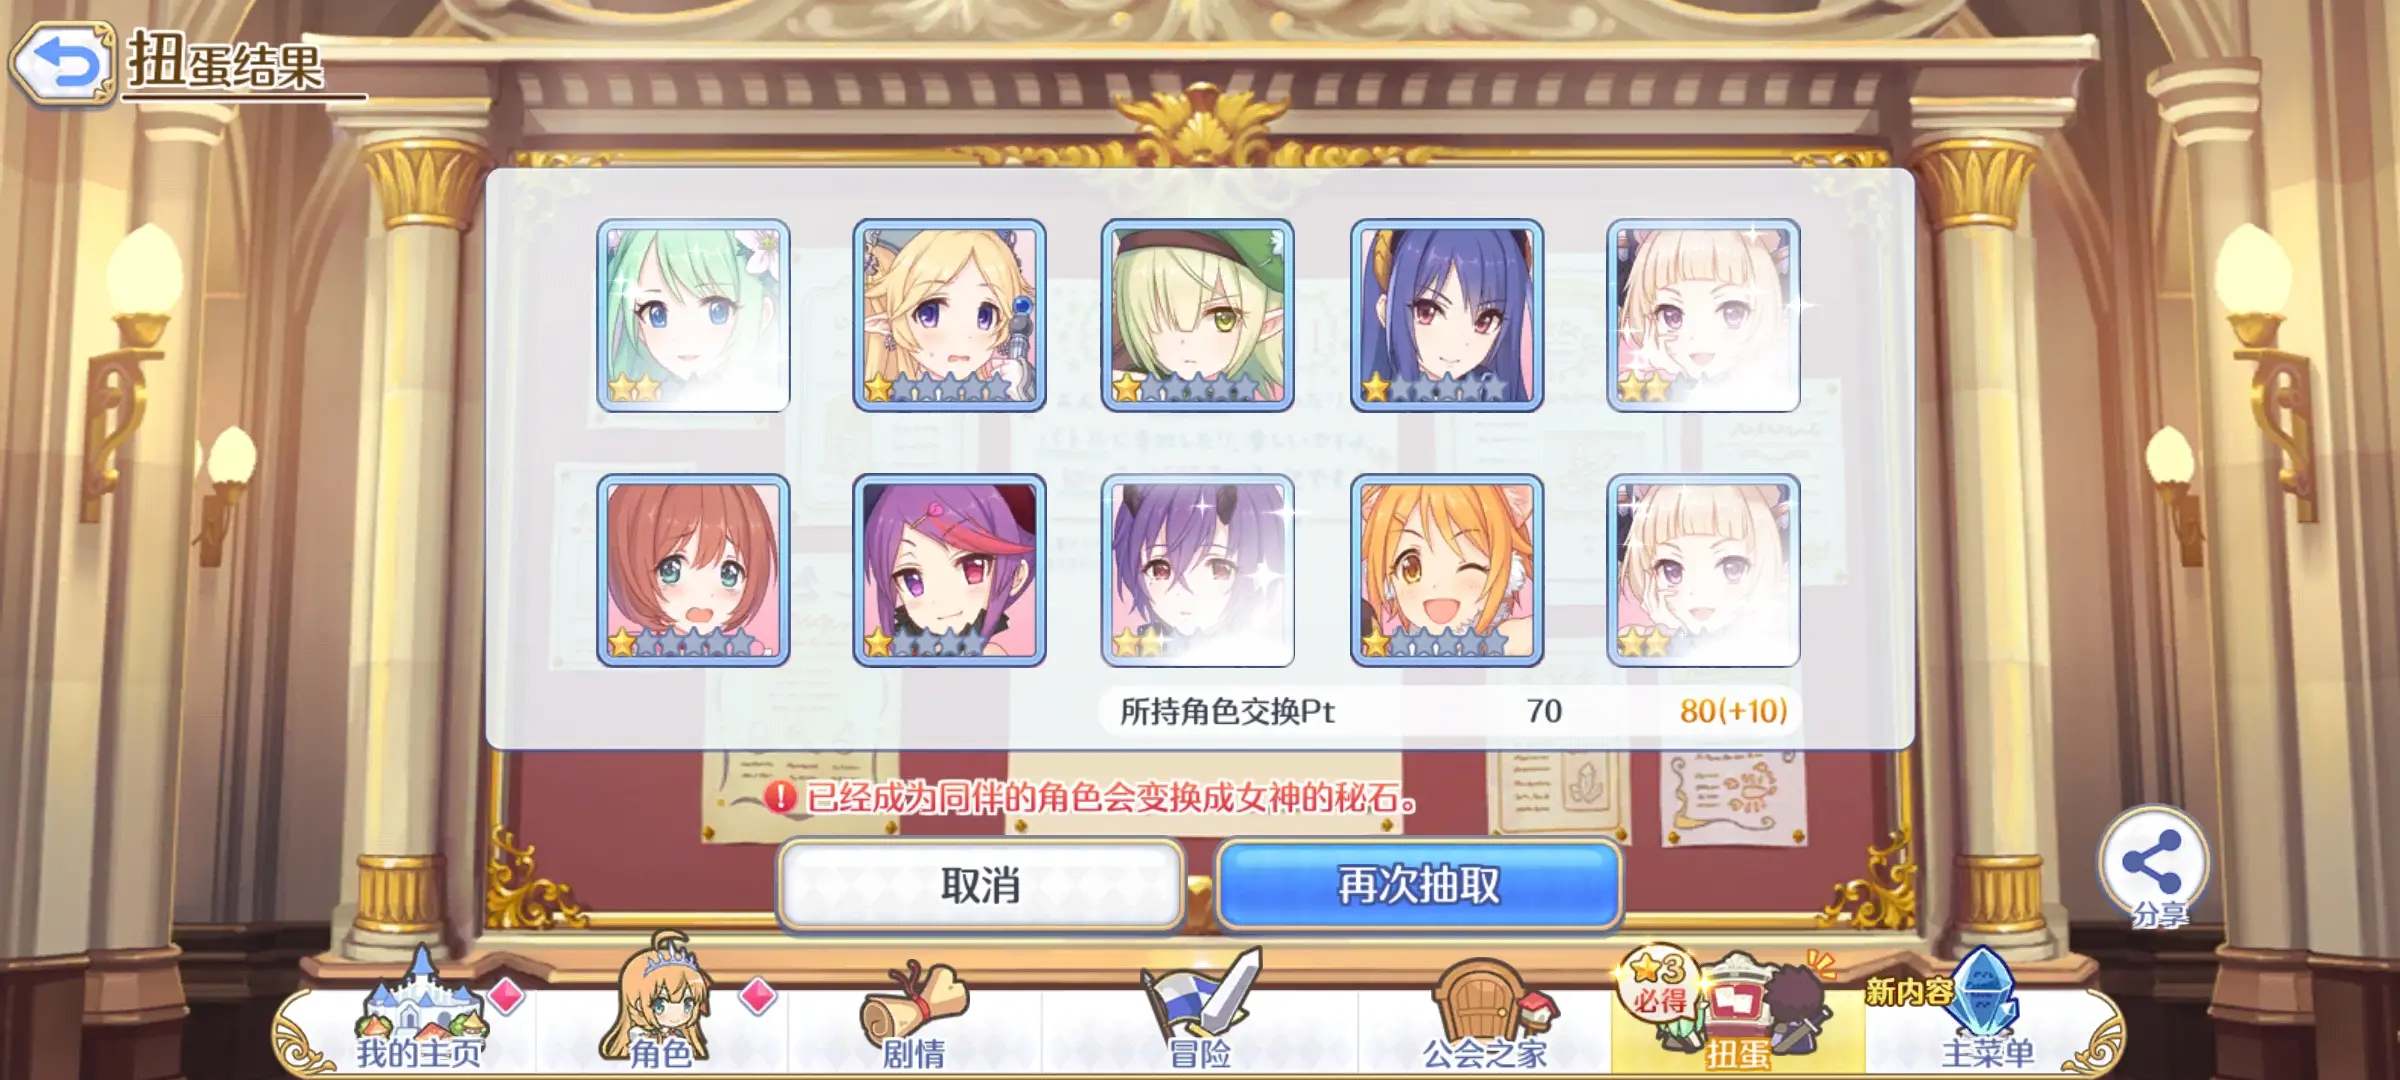 扭蛋结果
所持角色交换Pt 70 80(+10)
已经成为同伴的角色会变换成女神的秘石。
取消
再次抽取
分享
3
必得
新内容
我的主页
角色
剧情
冒险
公会之家
扭蛋
主菜单